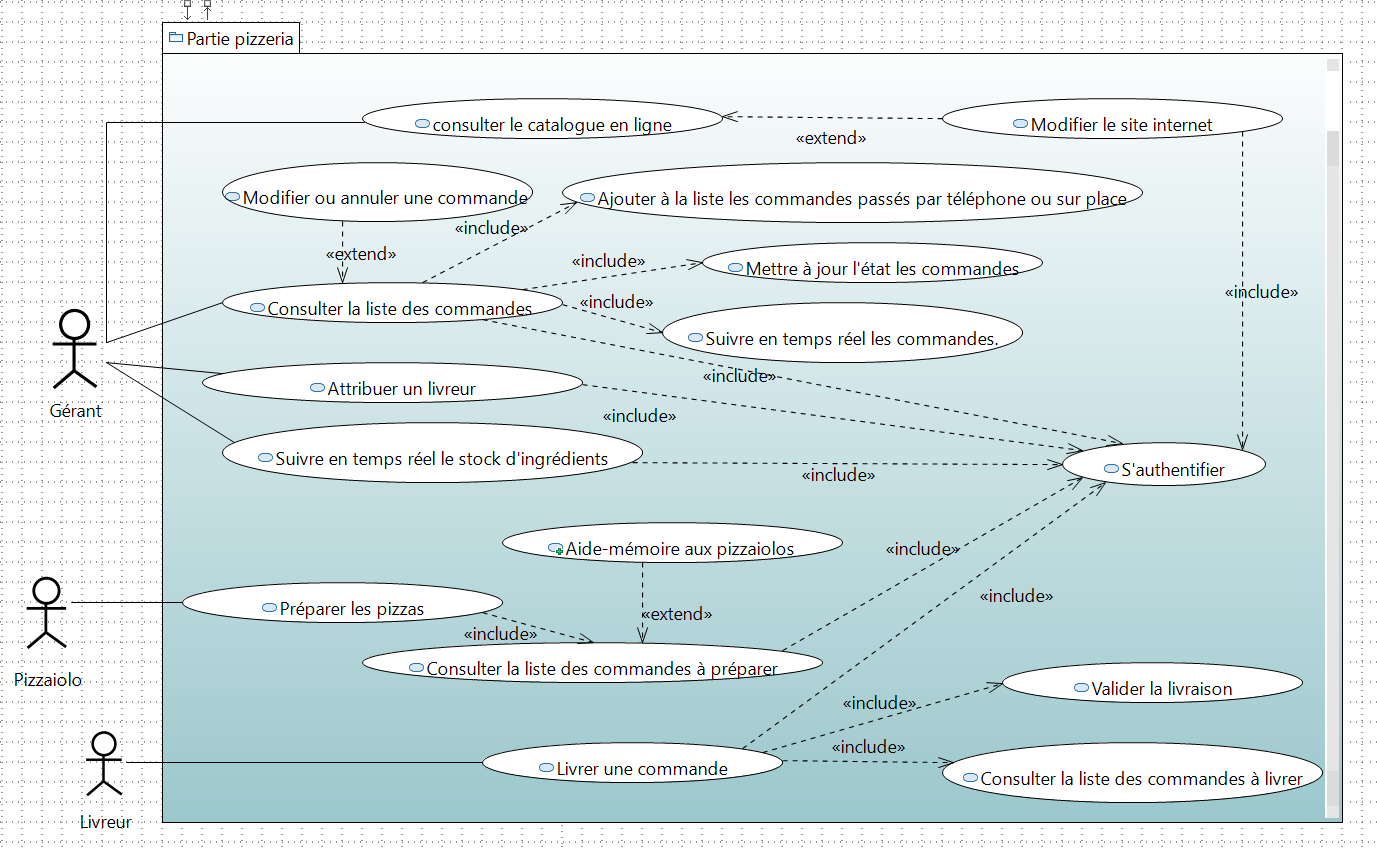 Partie pizzeria
consulter le catalogue en ligne
Modifier le site internet
«extend»
Modifier ou annuler une commande
Ajouter à la liste les commandes passés par téléphone ou sur place
«include»
«extend»
«include»
Mettre à jour l'état les commandes
«include»
«include»
Consulter la liste des commandes
Suivre en temps réel les commandes.
«include»
Attribuer un livreur
Gérant
«include»
Suivre en temps réel le stock d'ingrédients
S'authentifier
«include»
Aide-mémoire aux pizzaiolos
«include»
«include»
Préparer les pizzas
«extend»
«include»
Consulter la liste des commandes à préparer
Pizzaiolo
Valider la livraison
«include»
«include»
Livrer une commande
Consulter la liste des commandes à livrer
Livreur